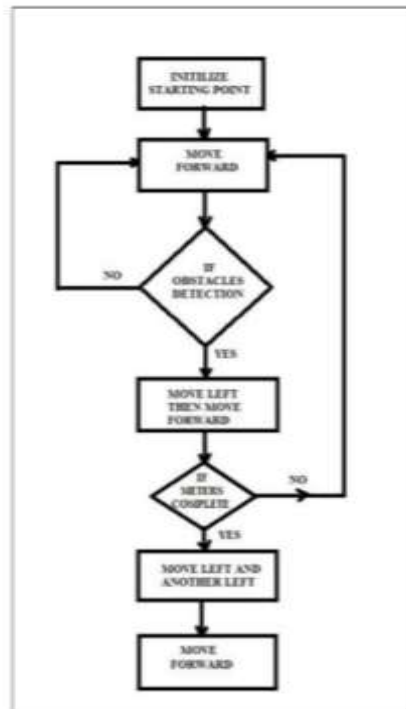 INITILIZE
STARTING POINT
MOVE
FORWARD
IF
OBSTACLES
DETECTION
NO
YES
MOVE LEFT
THEN MOVE
FORWARD
IF
METERS
COMPLETE
NO
YES
MOVE LEFT AND
ANOTHER LEFT
MOVE
FORWARD